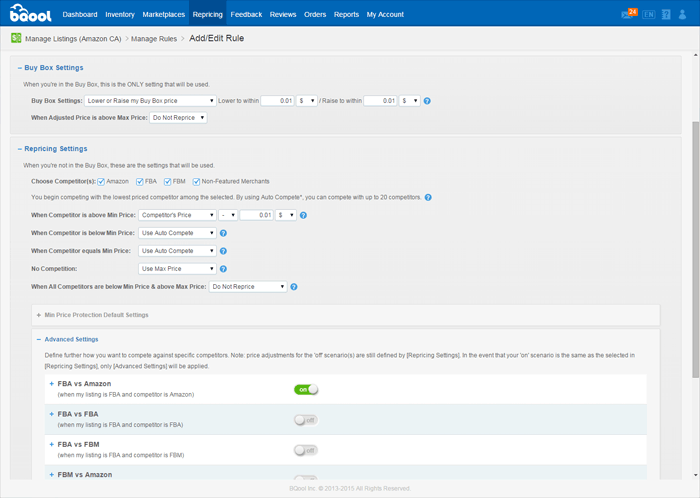 BQool
Dashboard Inventory Marketplaces Repricing Feedback Reviews Orders Reports My Account 24 EN
Manage Listings (Amazon CA) > Manage Rules > Add/Edit Rule
− Buy Box Settings
When you're in the Buy Box, this is the ONLY setting that will be used.
Buy Box Settings: Lower or Raise my Buy Box price Lower to within 0.01 $ / Raise to within 0.01 $ ?
When Adjusted Price is above Max Price: Do Not Reprice
− Repricing Settings
When you're not in the Buy Box, these are the settings that will be used.
Choose Competitor(s): Amazon FBA FBM Non-Featured Merchants
You begin competing with the lowest priced competitor among the selected. By using Auto Compete*, you can compete with up to 20 competitors. ?
When Competitor is above Min Price: Competitor's Price - 0.01 $ ?
When Competitor is below Min Price: Use Auto Compete ?
When Competitor equals Min Price: Use Auto Compete ?
No Competition: Use Max Price ?
When All Competitors are below Min Price & above Max Price: Do Not Reprice ?
+ Min Price Protection Default Settings
− Advanced Settings
Define further how you want to compete against specific competitors. Note: price adjustments for the 'off' scenario(s) are still defined by [Repricing Settings]. In the event that your 'on' scenario is the same as the selected in
[Repricing Settings], only [Advanced Settings] will be applied.
+ FBA vs Amazon
(when my listing is FBA and competitor is Amazon)
on
+ FBA vs FBA
(when my listing is FBA and competitor is FBA)
off
+ FBA vs FBM
(when my listing is FBA and competitor is FBM)
off
+ FBM vs Amazon
BQool Inc. © 2013-2015 All Rights Reserved.